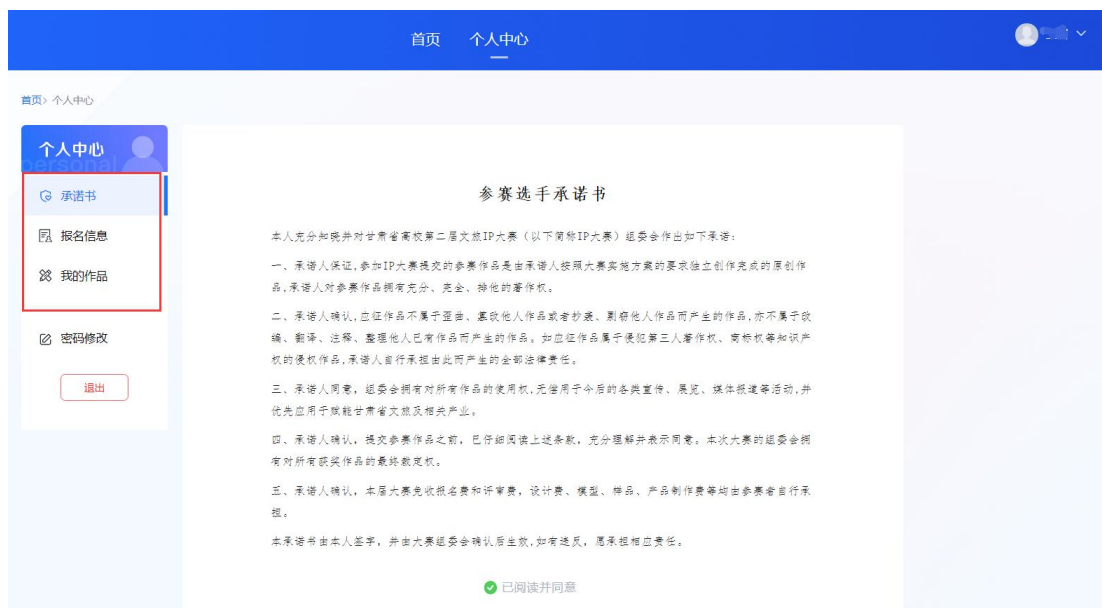 首页 个人中心
首页› 个人中心
个人中心
personal
承诺书
报名信息
我的作品
密码修改
退出
参赛选手承诺书
本人充分知晓并对甘肃省高校第二届文旅IP大赛（以下简称IP大赛）组委会作出如下承诺：
一、承诺人保证,参加IP大赛提交的参赛作品是由承诺人按照大赛实施方案的要求独立创作完成的原创作
品,承诺人对参赛作品拥有充分、完全、排他的著作权。
二、承诺人确认,应征作品不属于歪曲、篡改他人作品或者抄袭、剽窃他人作品而产生的作品,亦不属于改
编、翻译、注释、整理他人已有作品而产生的作品。如应征作品属于侵犯第三人著作权、商标权等知识产
权的侵权作品,承诺人自行承担由此而产生的全部法律责任。
三、承诺人同意，组委会拥有对所有作品的使用权,无偿用于今后的各类宣传、展览、媒体报道等活动,并
优先应用于赋能甘肃省文旅及相关产业。
四、承诺人确认，提交参赛作品之前，已仔细阅读上述条款，充分理解并表示同意。本次大赛的组委会拥
有对所有获奖作品的最终裁定权。
五、承诺人确认，本届大赛免收报名费和评审费，设计费、模型、样品、产品制作费等均由参赛者自行承
担。
本承诺书由本人签字，并由大赛组委会确认后生效,如有违反，愿承担相应责任。
已阅读并同意